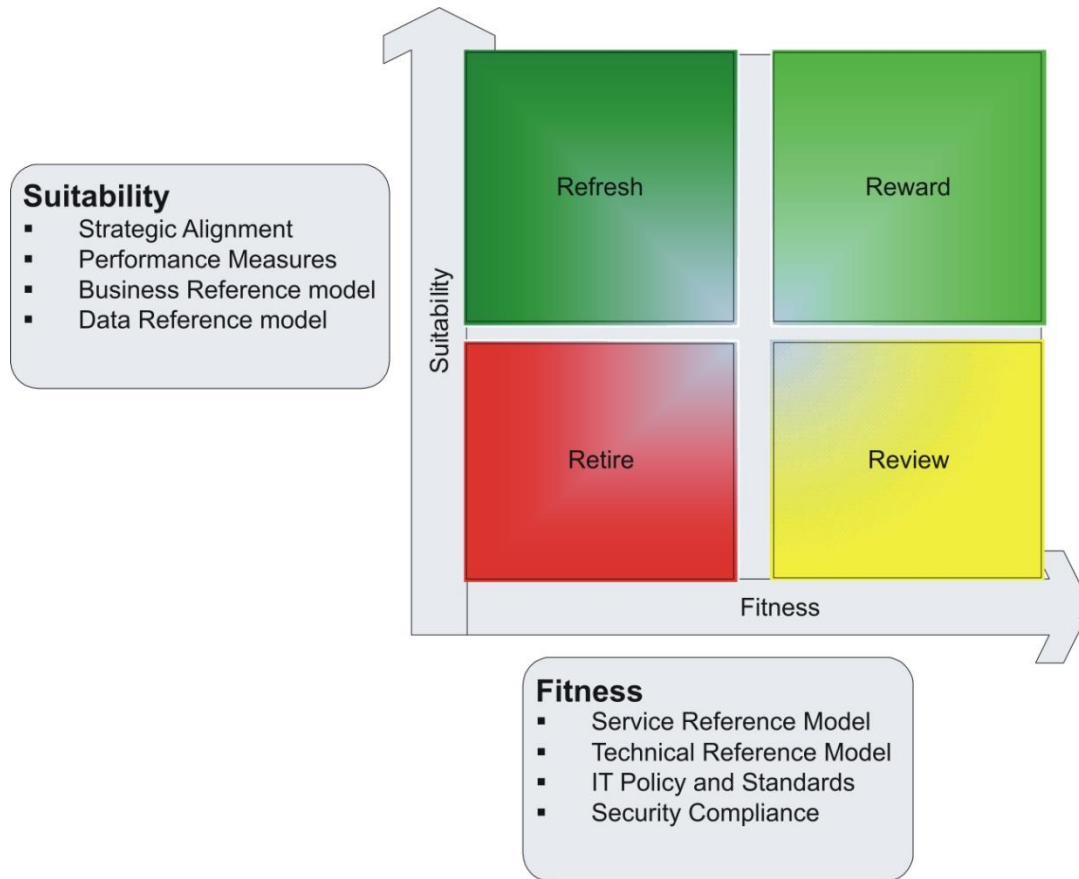 Refresh
Reward
Suitability
▪ Strategic Alignment
▪ Performance Measures
▪ Business Reference model
▪ Data Reference model
Suitability
Retire
Review
Fitness
Fitness
▪ Service Reference Model
▪ Technical Reference Model
▪ IT Policy and Standards
▪ Security Compliance